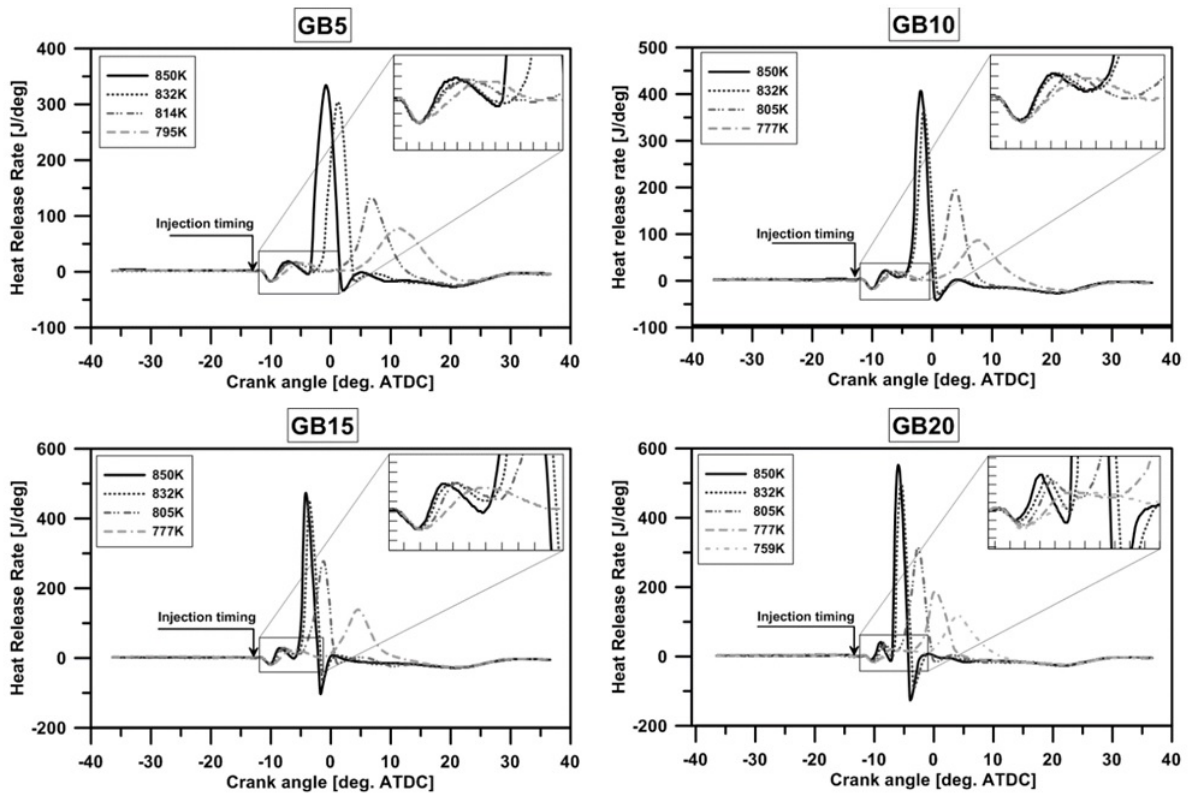 GB5
Heat Release Rate [J/deg]
400
300
200
100
0
-100
850K
832K
814K
795K
Injection timing
-40 -30 -20 -10 0 10 20 30 40
Crank angle [deg. ATDC]
GB10
Heat release rate [J/deg]
500
400
300
200
100
0
-100
850K
832K
805K
777K
Injection timing
-40 -30 -20 -10 0 10 20 30 40
Crank angle [deg. ATDC]
GB15
Heat Release Rate [J/deg]
600
400
200
0
-200
850K
832K
805K
777K
Injection timing
-40 -30 -20 -10 0 10 20 30 40
Crank angle [deg. ATDC]
GB20
Heat Release Rate [J/deg]
600
400
200
0
-200
850K
832K
805K
777K
759K
Injection timing
-40 -30 -20 -10 0 10 20 30 40
Crank angle [deg. ATDC]